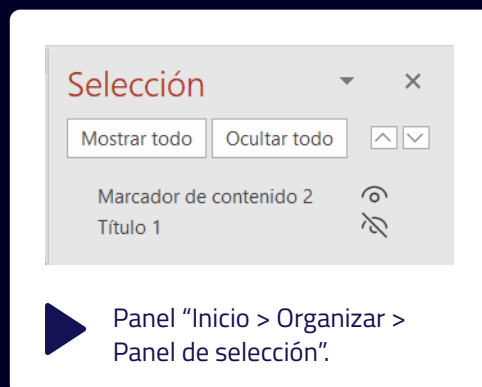 Selección
Mostrar todo Ocultar todo
Marcador de contenido 2
Título 1
Panel “Inicio > Organizar >
Panel de selección”.